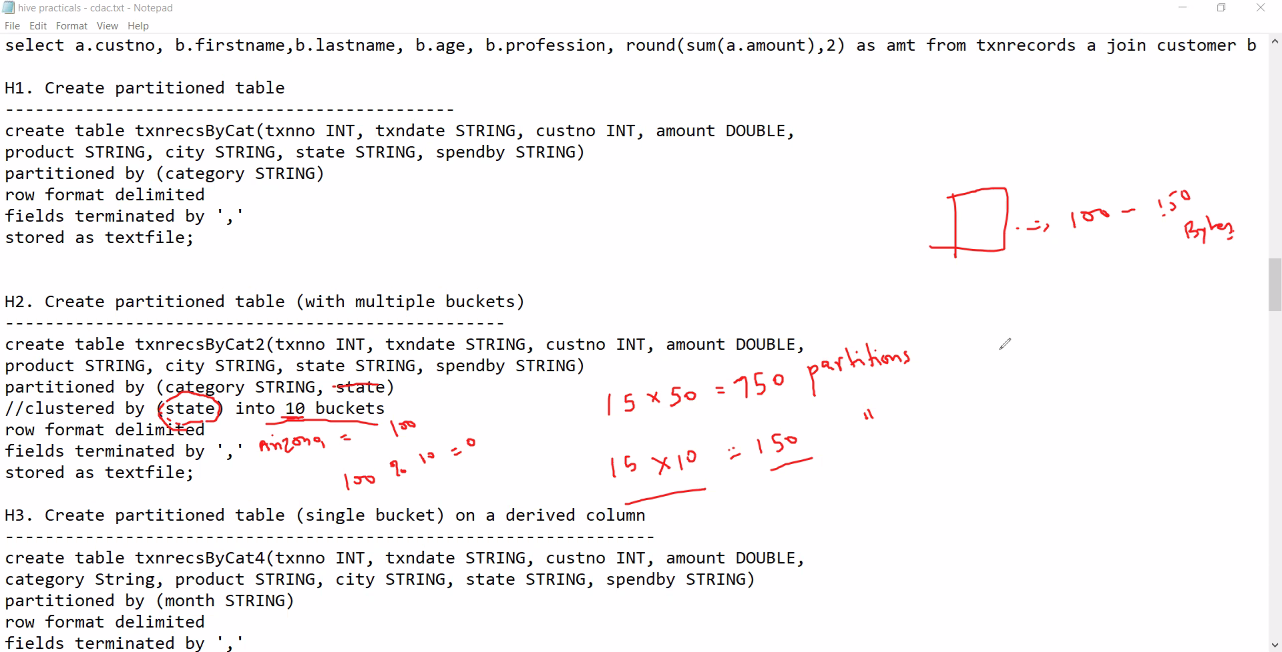 hive practicals - cdac.txt - Notepad
File Edit Format View Help
select a.custno, b.firstname,b.lastname, b.age, b.profession, round(sum(a.amount),2) as amt from txnrecords a join customer b
H1. Create partitioned table
---------------------------------------------
create table txnrecsByCat(txnno INT, txndate STRING, custno INT, amount DOUBLE,
product STRING, city STRING, state STRING, spendby STRING)
partitioned by (category STRING)
row format delimited
fields terminated by ','
stored as textfile;
=> 100 - 150
Bytes
H2. Create partitioned table (with multiple buckets)
--------------------------------------------------
create table txnrecsByCat2(txnno INT, txndate STRING, custno INT, amount DOUBLE,
product STRING, city STRING, state STRING, spendby STRING)
partitioned by (category STRING, state)
15 x 50 = 750 partitions
//clustered by (state) into 10 buckets
row format delimited
Arizona = 100
fields terminated by ','
100 % 10 = 0
15 x 10 = 150 "
stored as textfile;
H3. Create partitioned table (single bucket) on a derived column
-----------------------------------------------------------------
create table txnrecsByCat4(txnno INT, txndate STRING, custno INT, amount DOUBLE,
category String, product STRING, city STRING, state STRING, spendby STRING)
partitioned by (month STRING)
row format delimited
fields terminated by ','